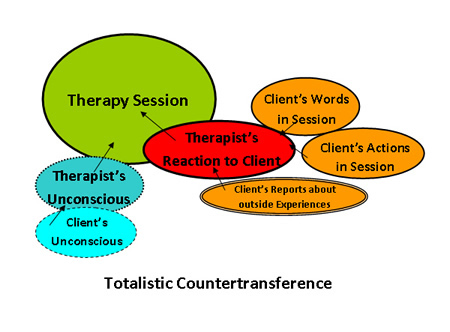 Therapy Session
Client's Words
in Session
Therapist's
Reaction to Client
Client's Actions
in Session
Therapist's
Unconscious
Client's Reports about
outside Experiences
Client's
Unconscious
Totalistic Countertransference